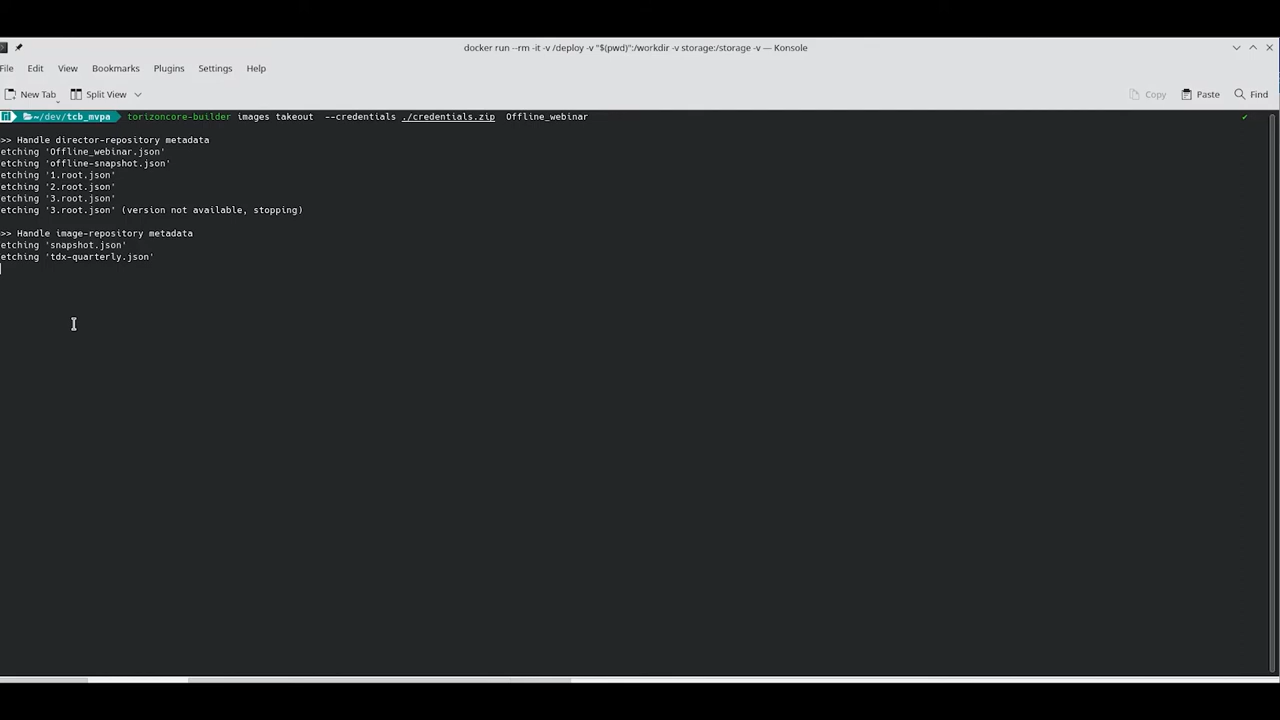 docker run --rm -it -v /deploy -v "$(pwd)":/workdir -v storage:/storage -v — Konsole
File Edit View Bookmarks Plugins Settings Help
New Tab Split View Copy Paste Find
~/dev/tcb_mvpa torizoncore-builder images takeout --credentials ./credentials.zip Offline_webinar ✔
>> Handle director-repository metadata
etching 'Offline_webinar.json'
etching 'offline-snapshot.json'
etching '1.root.json'
etching '2.root.json'
etching '3.root.json'
etching '3.root.json' (version not available, stopping)
>> Handle image-repository metadata
etching 'snapshot.json'
etching 'tdx-quarterly.json'